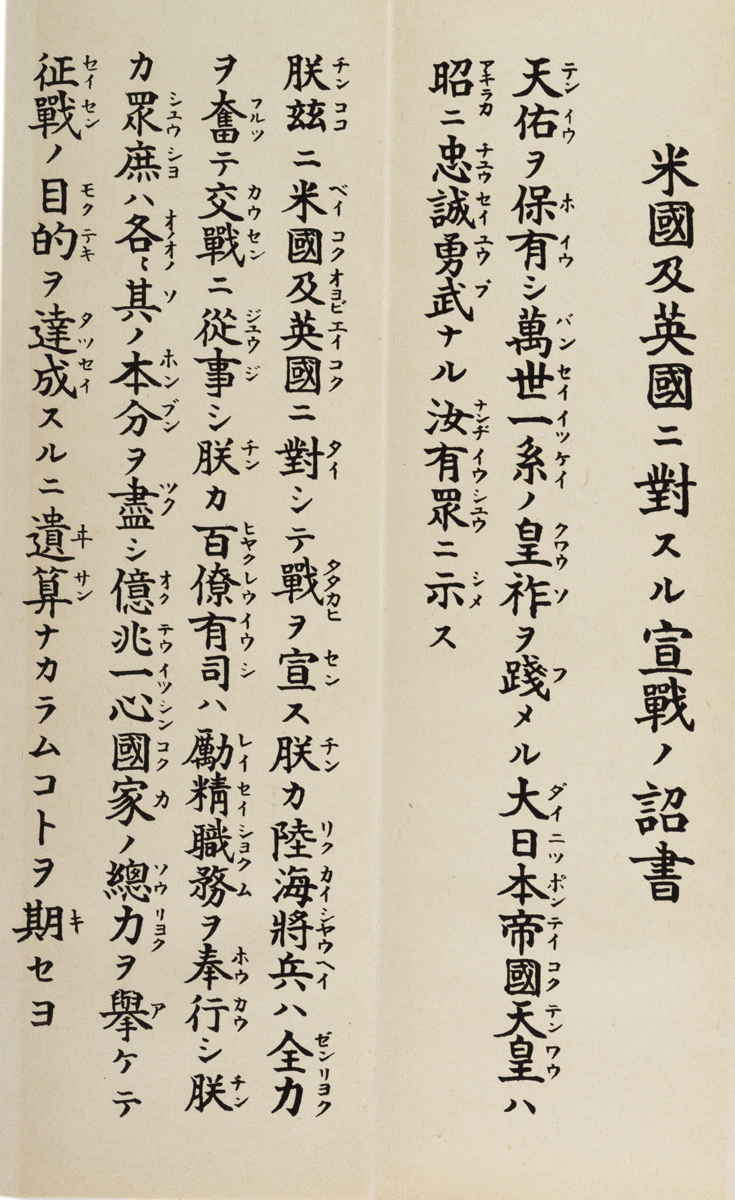 米國及英國ニ對スル宣戰ノ詔書
天佑ヲ保有シ萬世一系ノ皇祚ヲ踐メル大日本帝國天皇ハ
昭ニ忠誠勇武ナル汝有眾ニ示ス
朕玆ニ米國及英國ニ對シテ戰ヲ宣ス朕カ陸海將兵ハ全力
ヲ奮テ交戰ニ從事シ朕カ百僚有司ハ勵精職務ヲ奉行シ朕
カ眾庶ハ各〻其ノ本分ヲ盡シ億兆一心國家ノ總力ヲ擧ケテ
征戰ノ目的ヲ達成スルニ遺算ナカラムコトヲ期セヨ